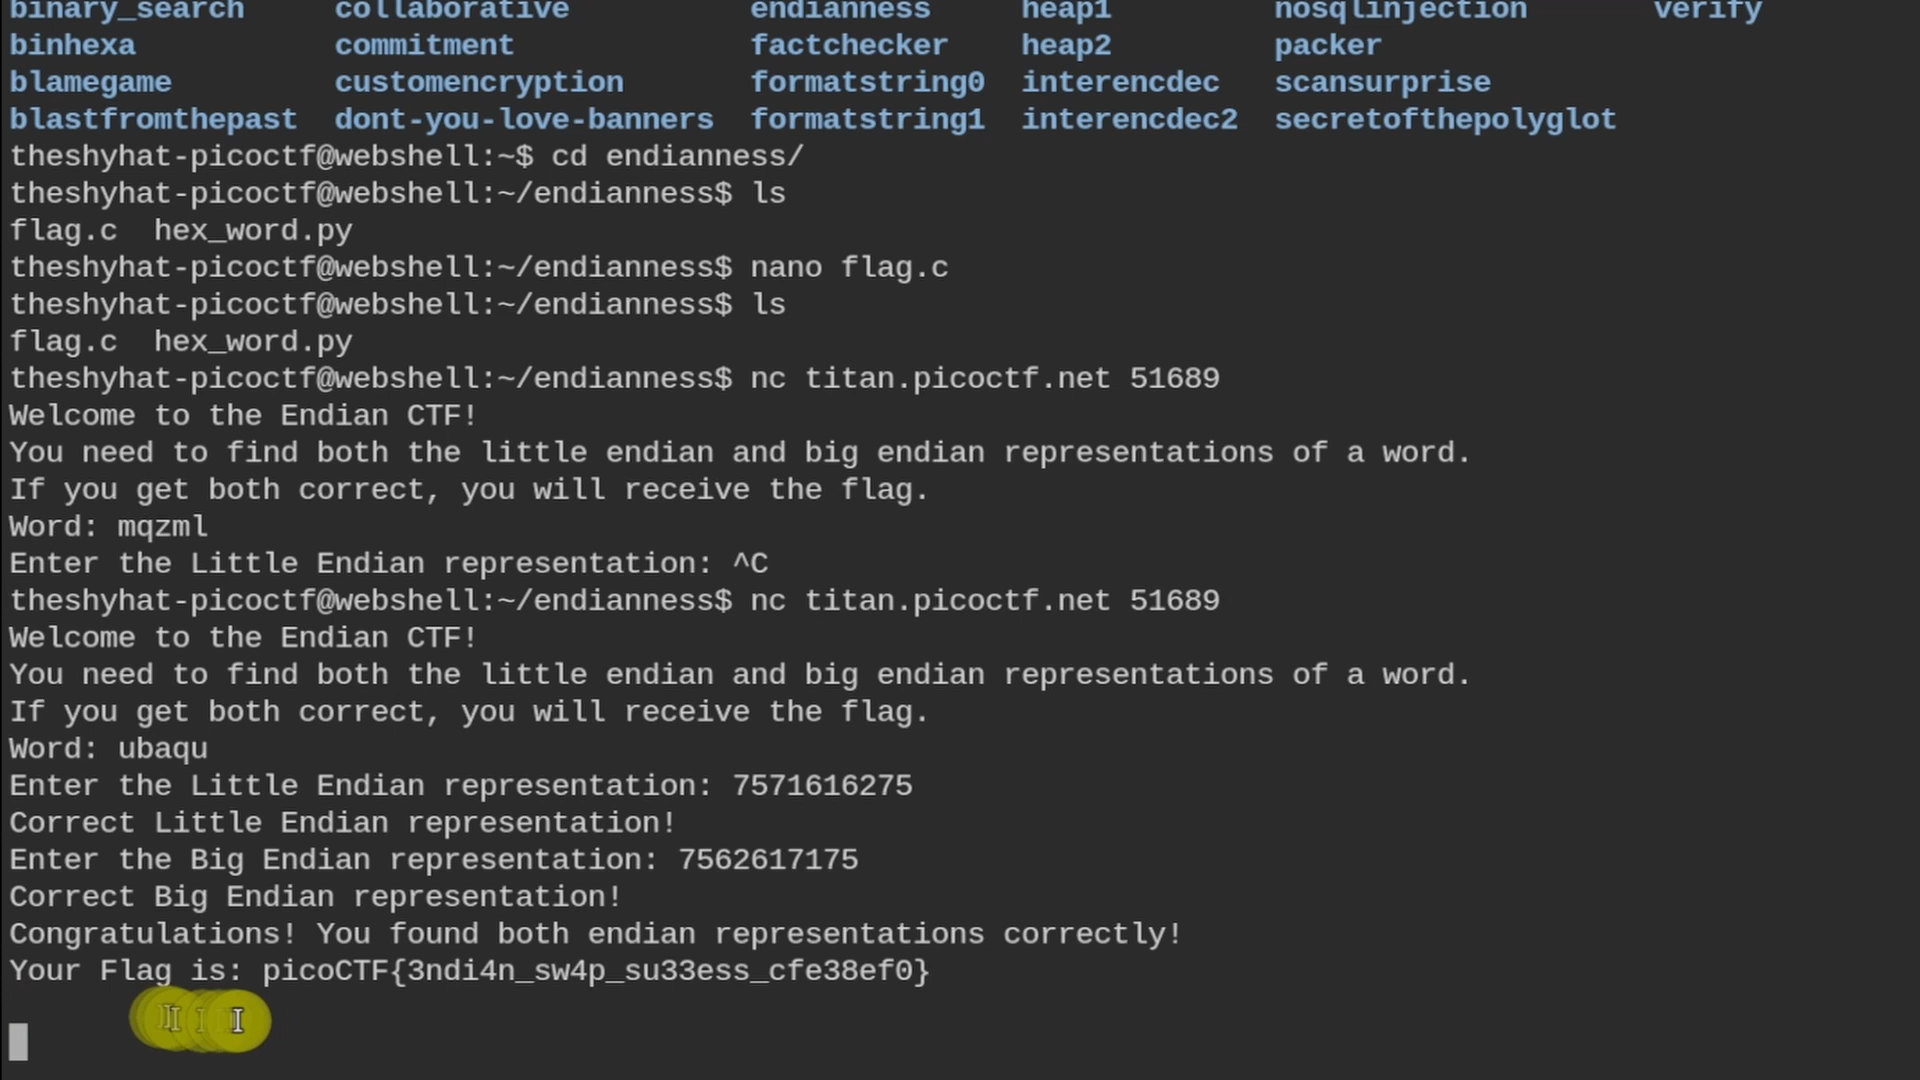 binary_search collaborative endianness heap1 nosqlinjection verify
binhexa commitment factchecker heap2 packer
blamegame customencryption formatstring0 interencdec scansurprise
blastfromthepast dont-you-love-banners formatstring1 interencdec2 secretofthepolyglot
theshyhat-picoctf@webshell:~$ cd endianness/
theshyhat-picoctf@webshell:~/endianness$ ls
flag.c hex_word.py
theshyhat-picoctf@webshell:~/endianness$ nano flag.c
theshyhat-picoctf@webshell:~/endianness$ ls
flag.c hex_word.py
theshyhat-picoctf@webshell:~/endianness$ nc titan.picoctf.net 51689
Welcome to the Endian CTF!
You need to find both the little endian and big endian representations of a word.
If you get both correct, you will receive the flag.
Word: mqzml
Enter the Little Endian representation: ^C
theshyhat-picoctf@webshell:~/endianness$ nc titan.picoctf.net 51689
Welcome to the Endian CTF!
You need to find both the little endian and big endian representations of a word.
If you get both correct, you will receive the flag.
Word: ubaqu
Enter the Little Endian representation: 7571616275
Correct Little Endian representation!
Enter the Big Endian representation: 7562617175
Correct Big Endian representation!
Congratulations! You found both endian representations correctly!
Your Flag is: picoCTF{3ndi4n_sw4p_su33ess_cfe38ef0}